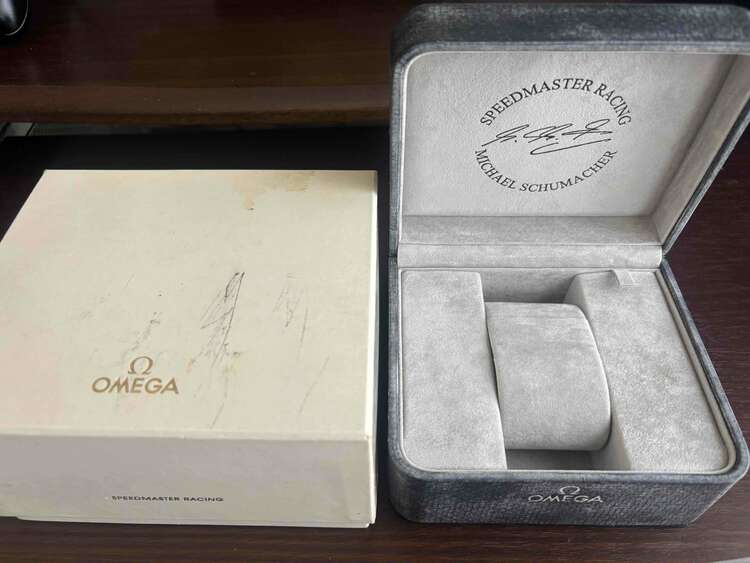 Ω
OMEGA
SPEEDMASTER RACING
SPEEDMASTER RACING
MICHAEL SCHUMACHER
Ω
OMEGA